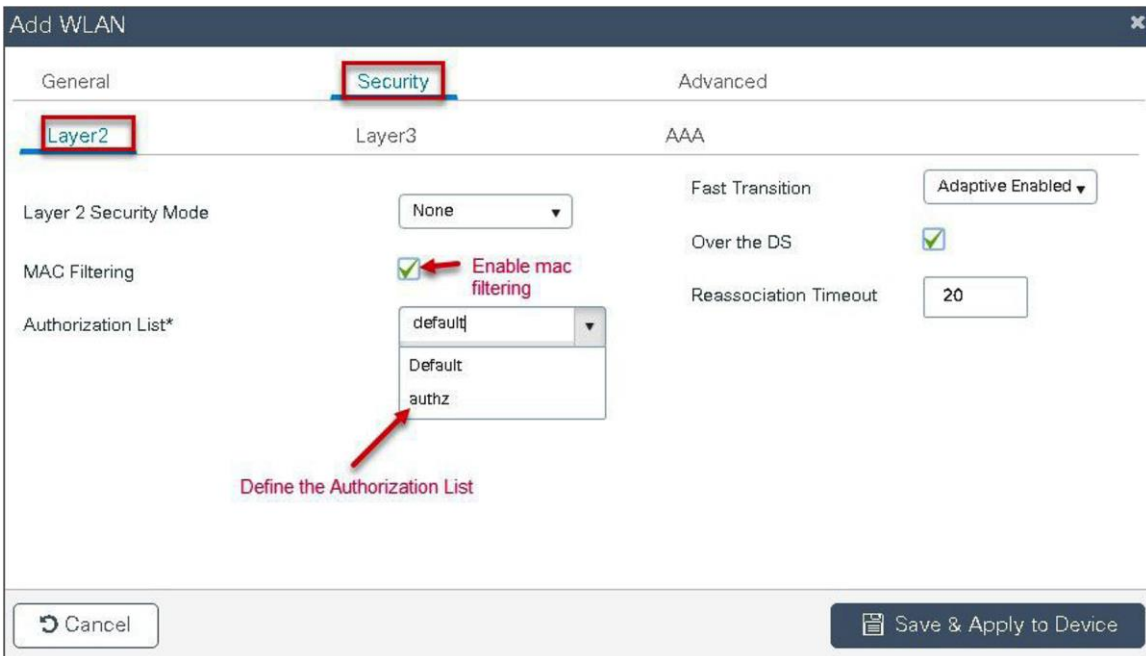 Add WLAN
General
Security
Advanced
Layer2
Layer3
AAA
Layer 2 Security Mode
None
MAC Filtering
Enable mac
filtering
Authorization List*
default
Default
authz
Define the Authorization List
Fast Transition
Adaptive Enabled
Over the DS
Reassociation Timeout
20
Cancel
Save & Apply to Device